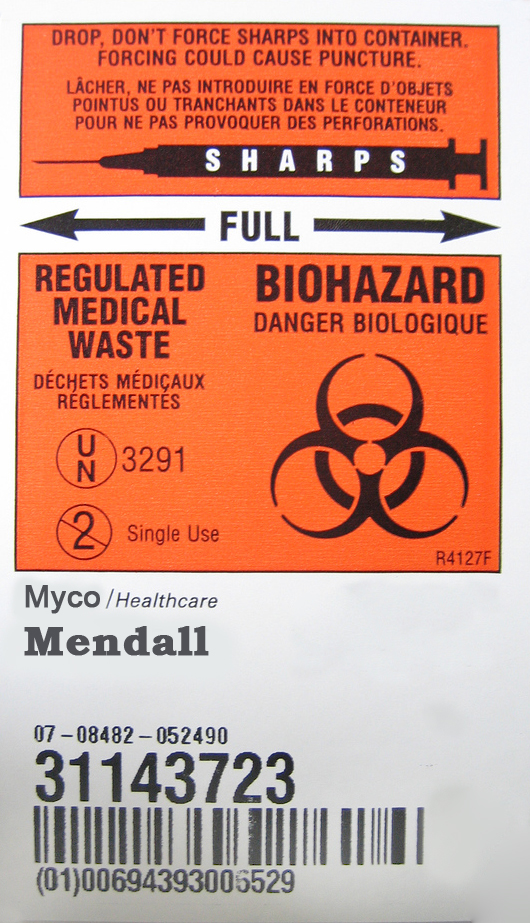 DROP, DON'T FORCE SHARPS INTO CONTAINER.
FORCING COULD CAUSE PUNCTURE.
LÂCHER, NE PAS INTRODUIRE EN FORCE D'OBJETS
POINTUS OU TRANCHANTS DANS LE CONTENEUR
POUR NE PAS PROVOQUER DES PERFORATIONS.
SHARPS
FULL
REGULATED
MEDICAL
WASTE
DÉCHETS MÉDICAUX
RÉGLEMENTÉS
UN 3291
2 Single Use
BIOHAZARD
DANGER BIOLOGIQUE
R4127F
Myco / Healthcare
Mendall
07-08482-052490
31143723
(01)00694393006529